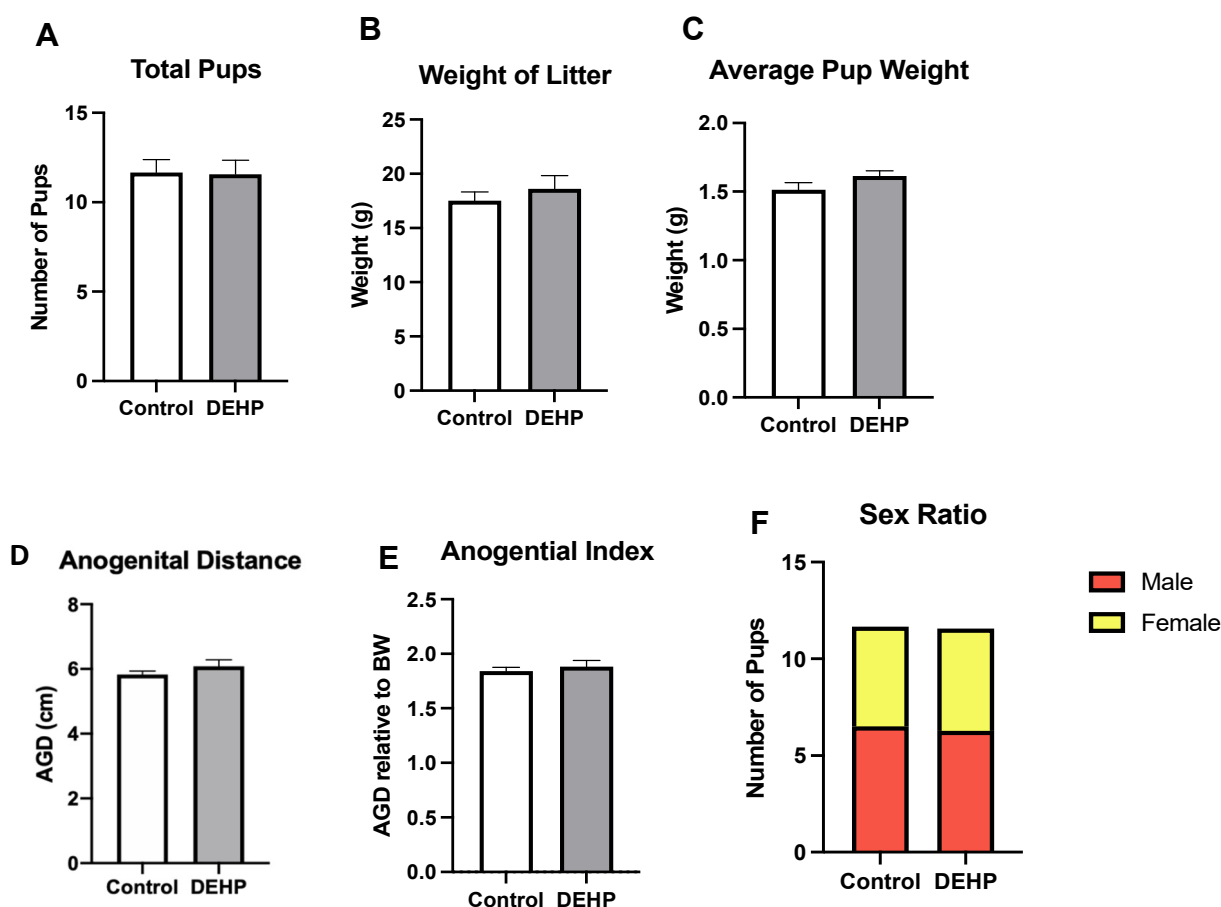 A
Total Pups
Number of Pups
15
10
5
0
Control DEHP
B
Weight of Litter
Weight (g)
25
20
15
10
5
0
Control DEHP
C
Average Pup Weight
Weight (g)
2.0
1.5
1.0
0.5
0.0
Control DEHP
D
Anogenital Distance
AGD (cm)
8
6
4
2
0
Control DEHP
E
Anogential Index
AGD relative to BW
2.5
2.0
1.5
1.0
0.5
0.0
Control DEHP
F
Sex Ratio
Number of Pups
15
10
5
0
Control DEHP
Male
Female